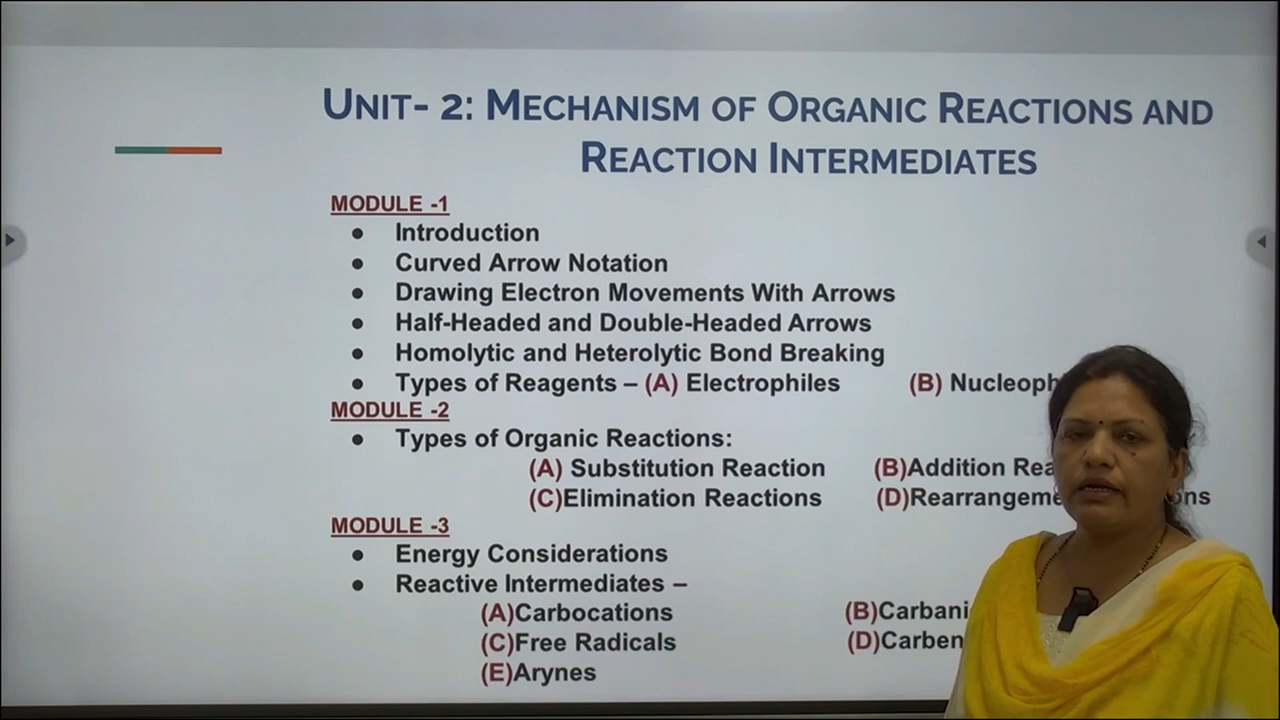 UNIT- 2: MECHANISM OF ORGANIC REACTIONS AND
REACTION INTERMEDIATES
MODULE -1
● Introduction
● Curved Arrow Notation
● Drawing Electron Movements With Arrows
● Half-Headed and Double-Headed Arrows
● Homolytic and Heterolytic Bond Breaking
● Types of Reagents – (A) Electrophiles (B)
MODULE -2
● Types of Organic Reactions:
(A) Substitution Reaction (B)Addition
(C)Elimination Reactions (D)
MODULE -3
● Energy Considerations
● Reactive Intermediates –
(A)Carbocations (B)
(C)Free Radicals (D)
(E)Arynes